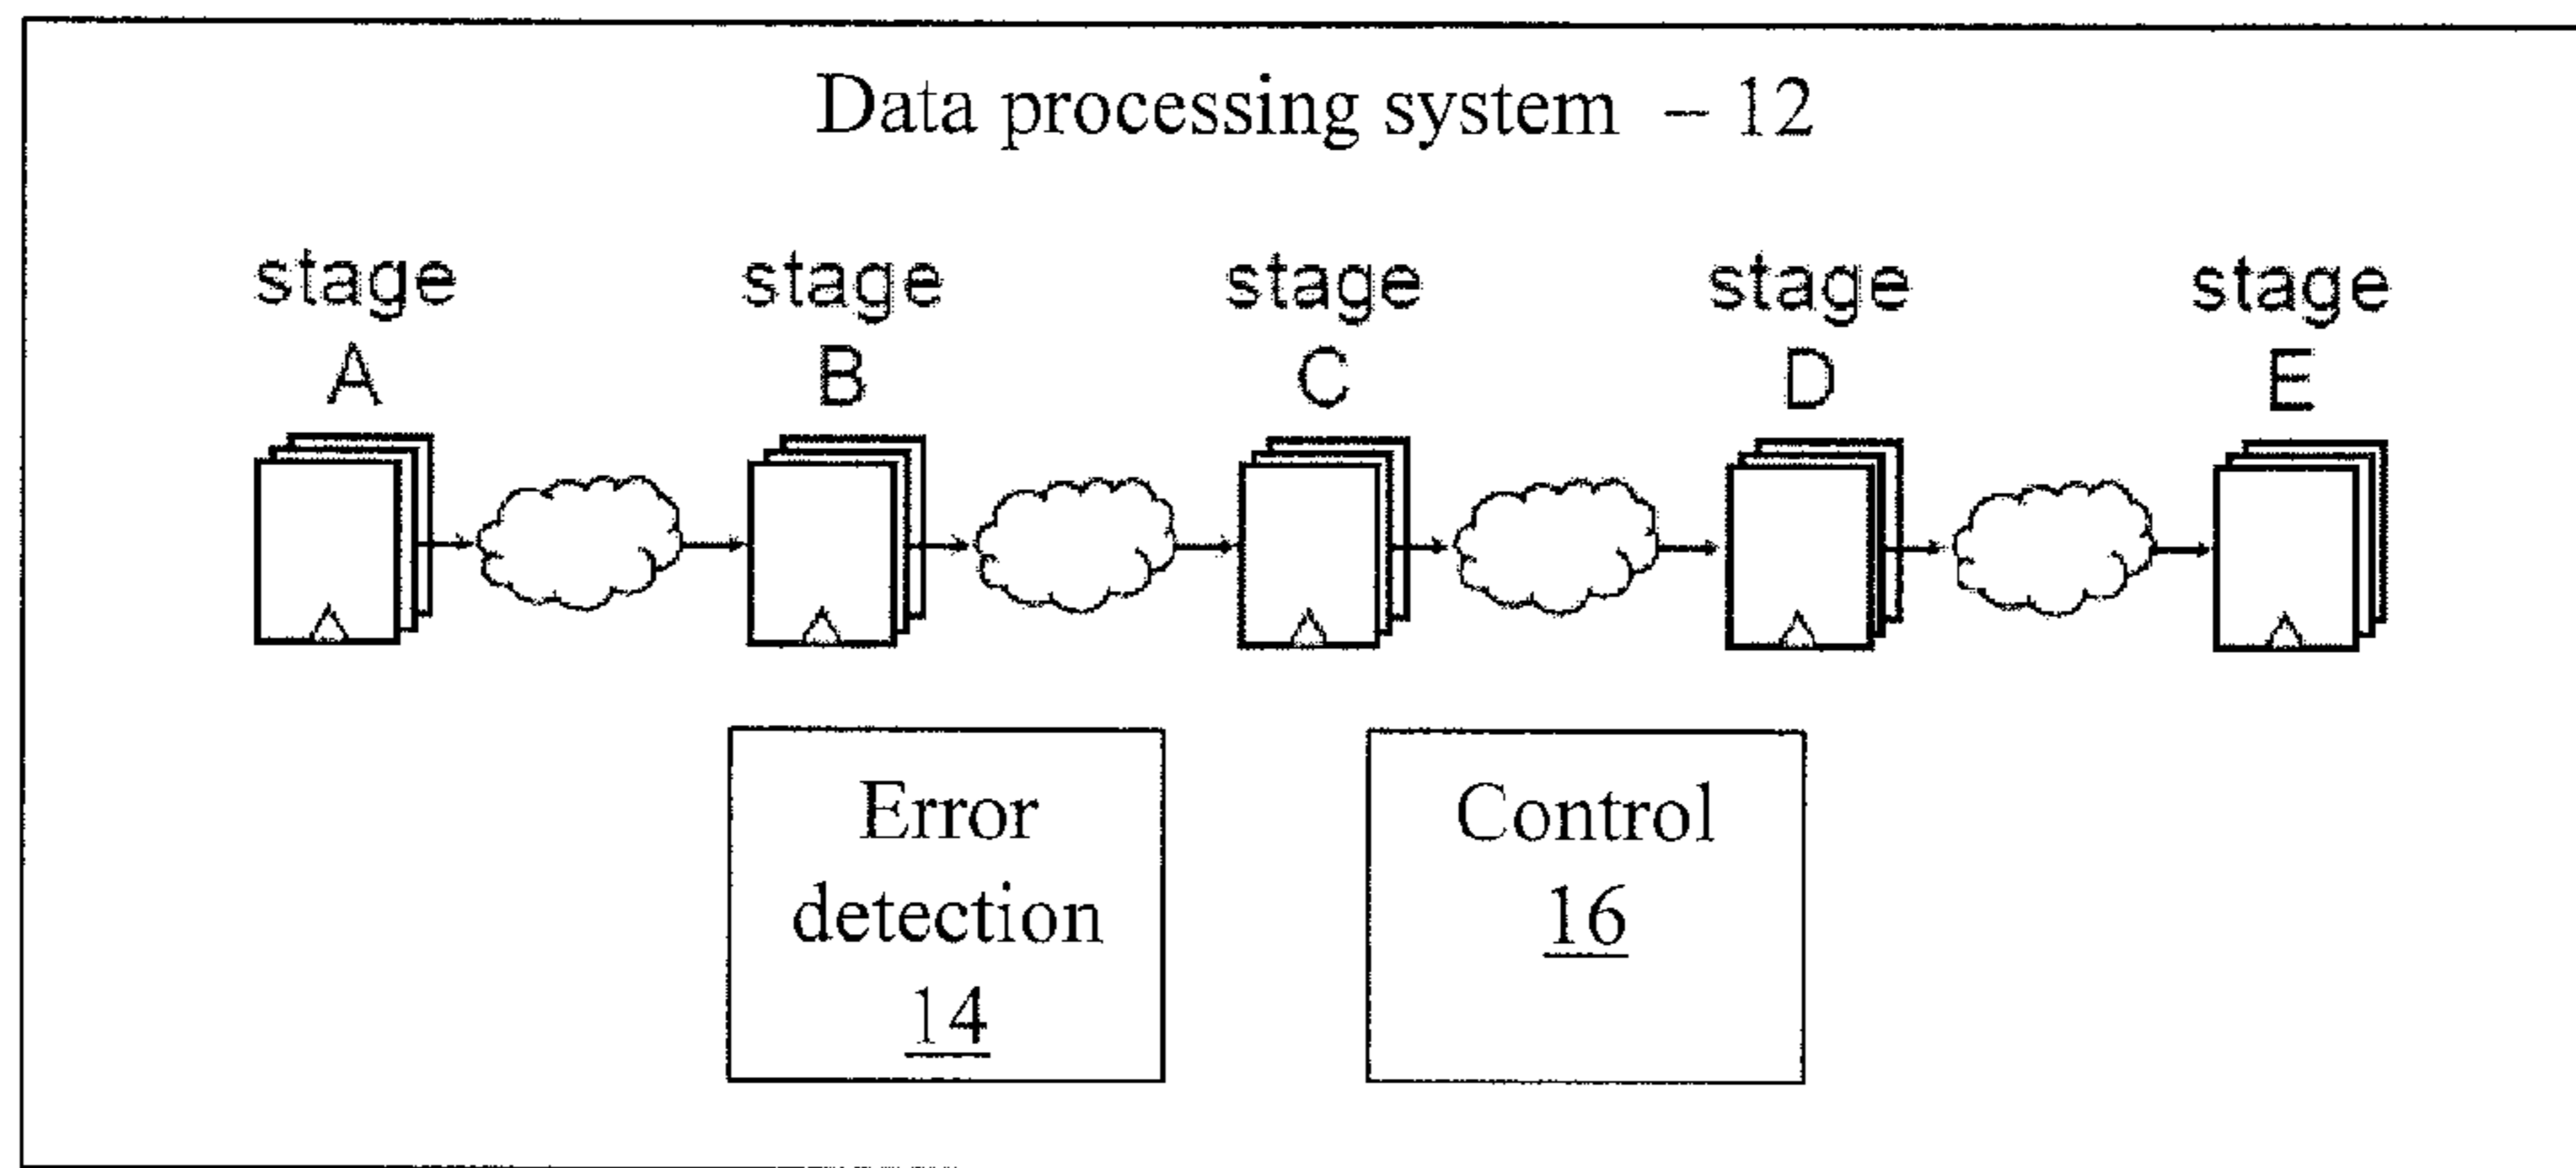 Data processing system – 12
stage stage stage stage stage
A B C D E
Error Control
detection 16
14